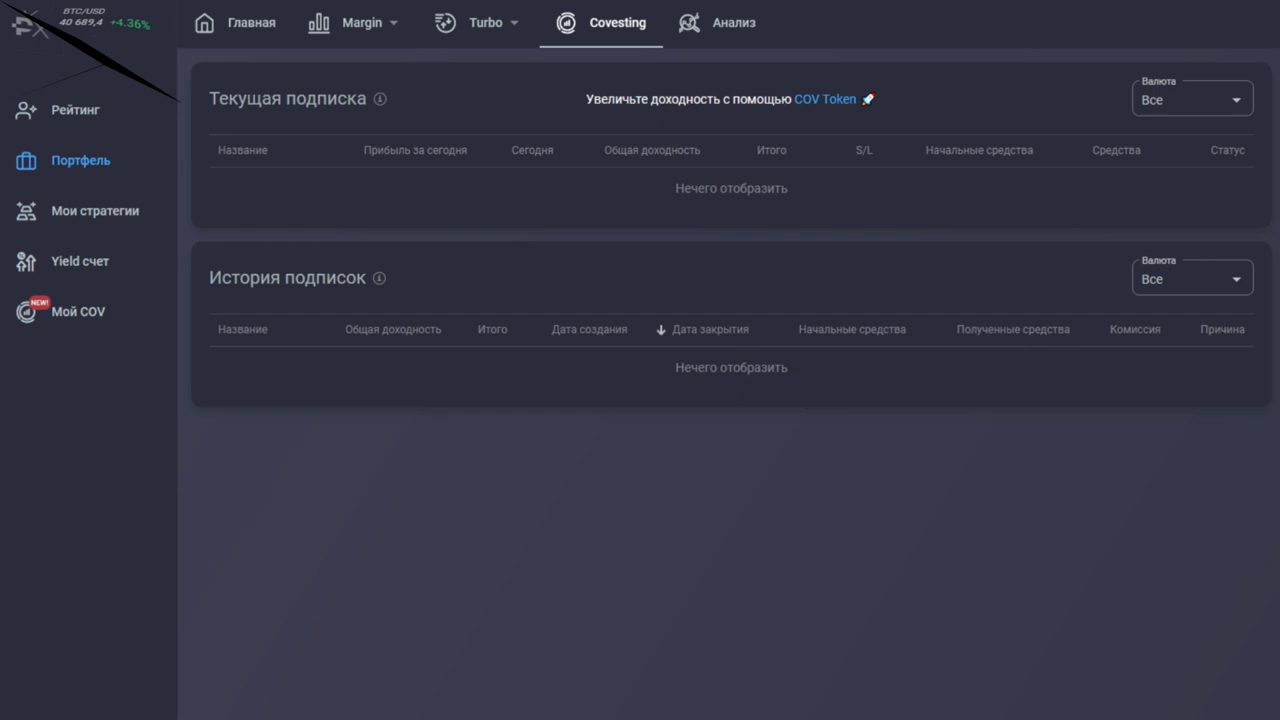 BTC/USD
40 689,4 +4.36%
Главная Margin Turbo Covesting Анализ
Рейтинг
Портфель
Мои стратегии
Yield счет
NEW!
Мой COV
Текущая подписка
Увеличьте доходность с помощью COV Token 🚀
Валюта
Все
Название Прибыль за сегодня Сегодня Общая доходность Итого S/L Начальные средства Средства Статус
Нечего отобразить
История подписок
Валюта
Все
Название Общая доходность Итого Дата создания Дата закрытия Начальные средства Полученные средства Комиссия Причина
Нечего отобразить